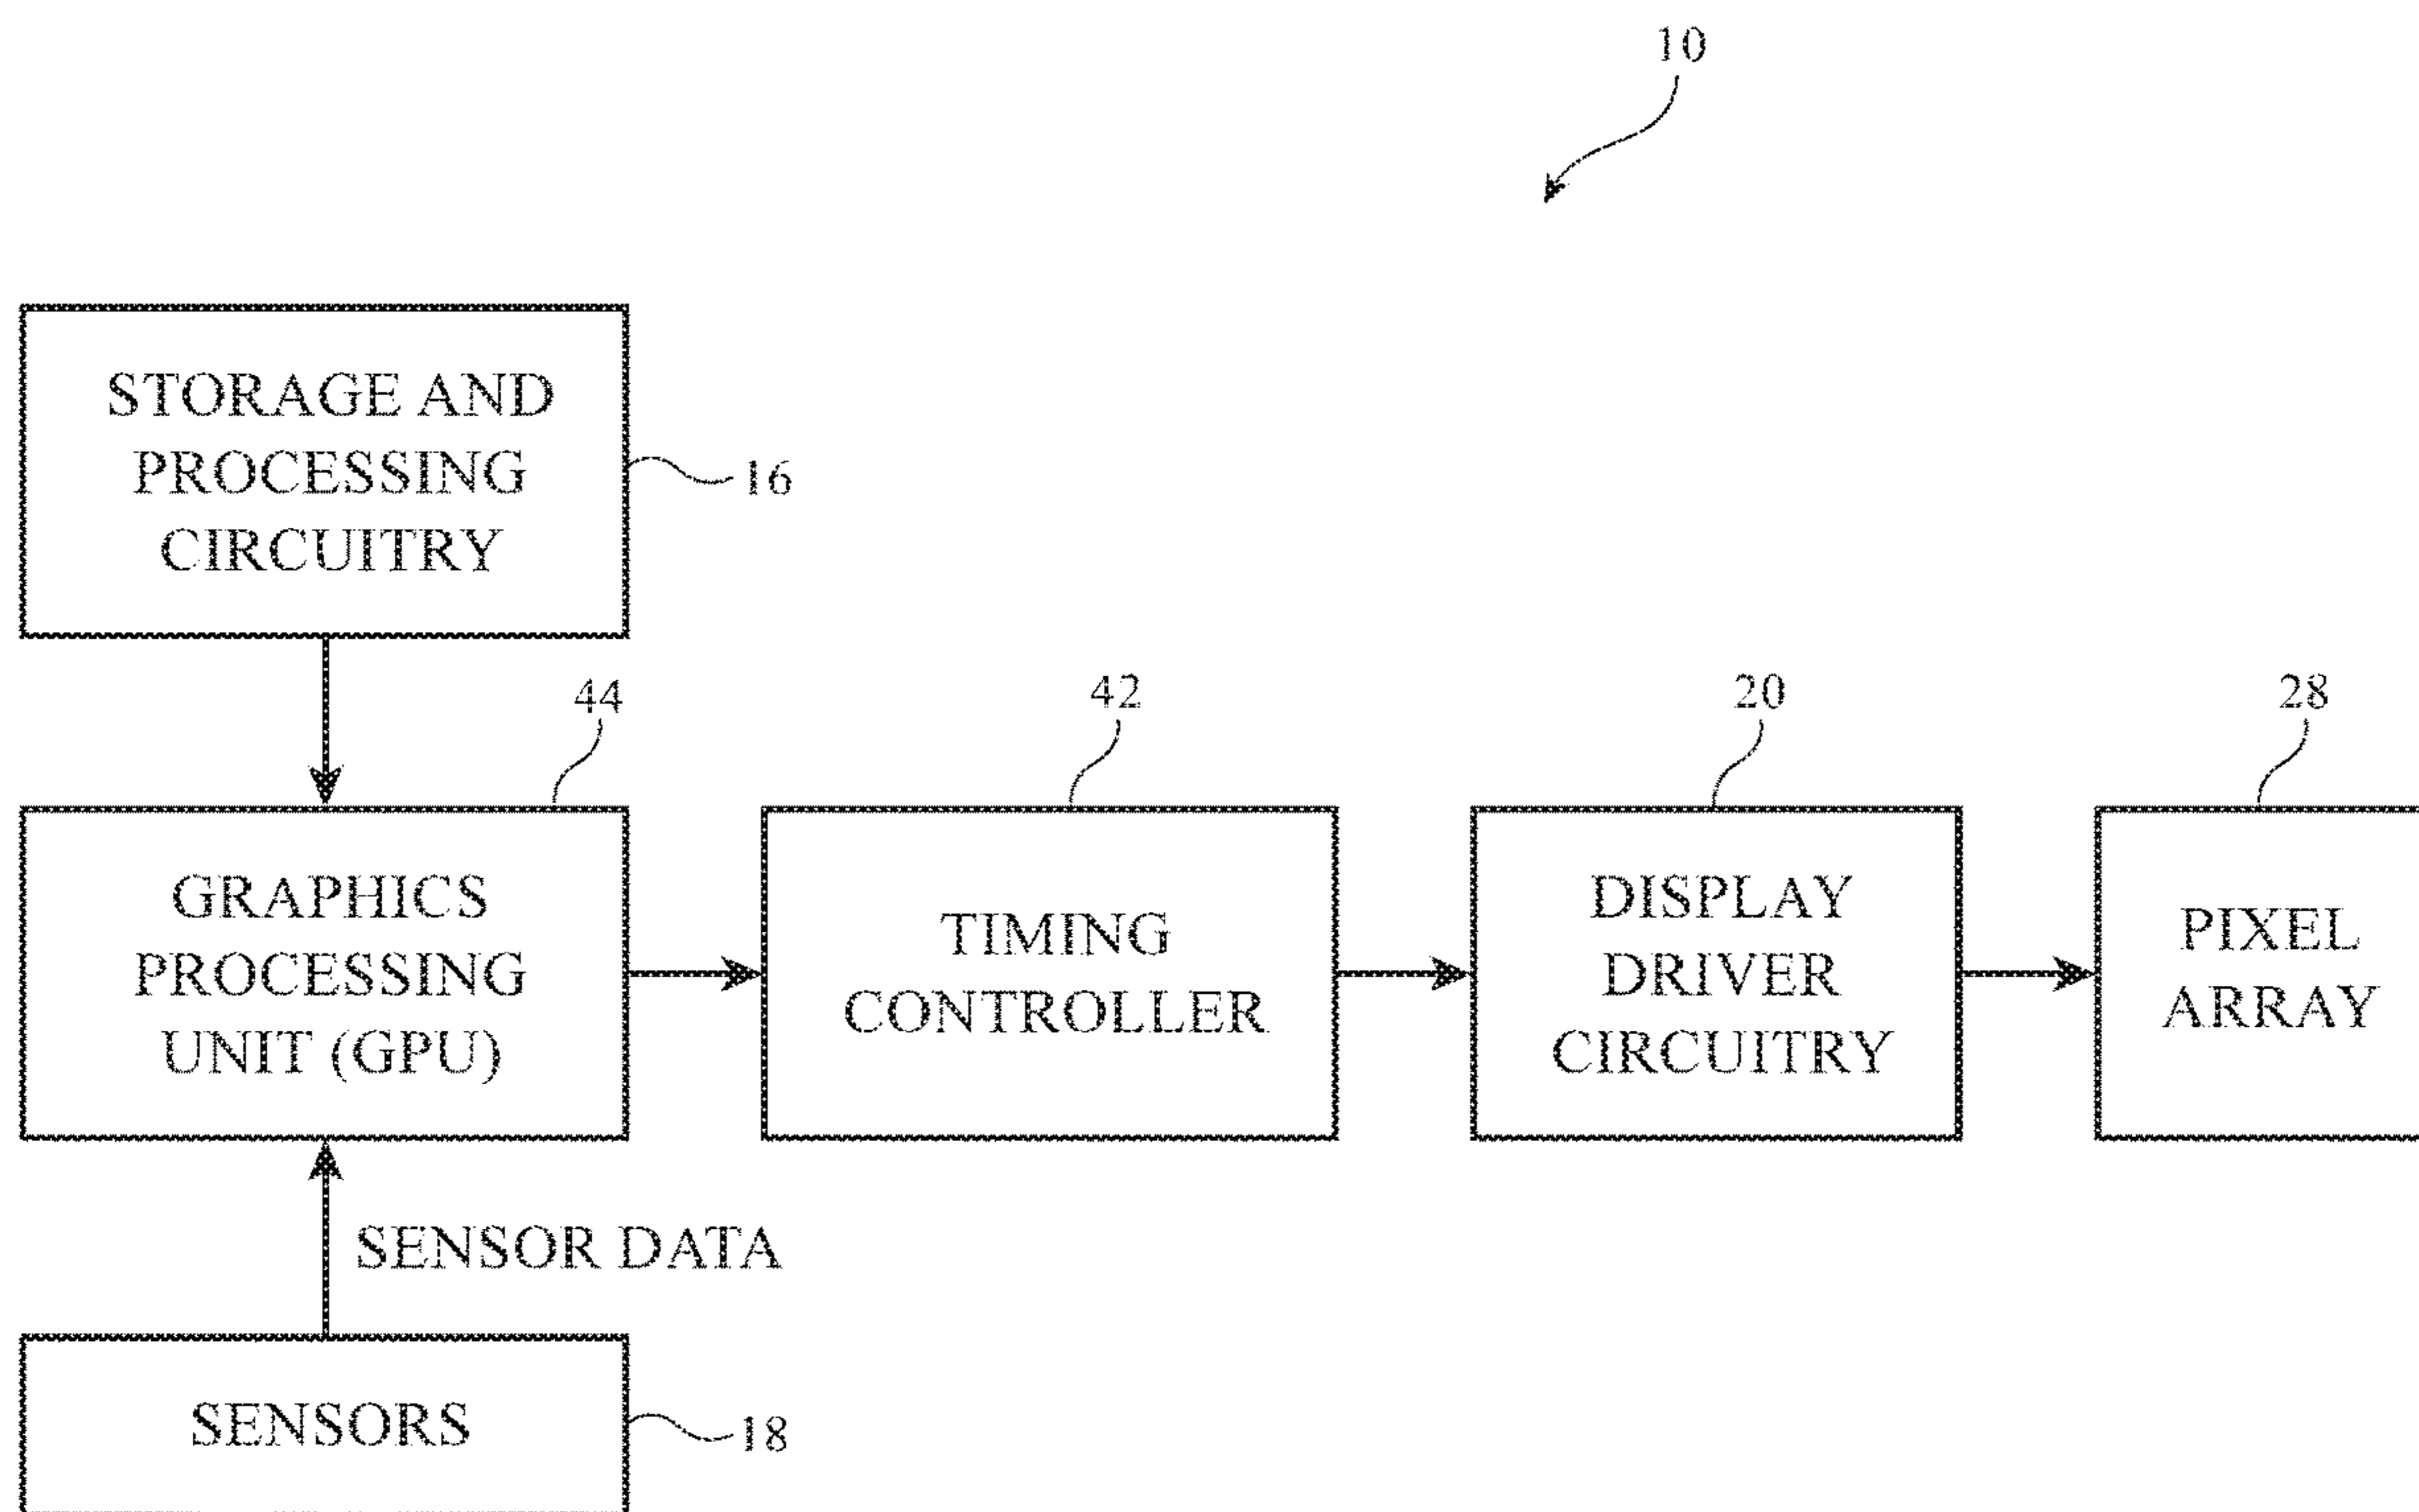 10
STORAGE AND
PROCESSING
CIRCUITRY
16
44
42
20
28
GRAPHICS
PROCESSING
UNIT (GPU)
TIMING
CONTROLLER
DISPLAY
DRIVER
CIRCUITRY
PIXEL
ARRAY
SENSOR DATA
SENSORS
18